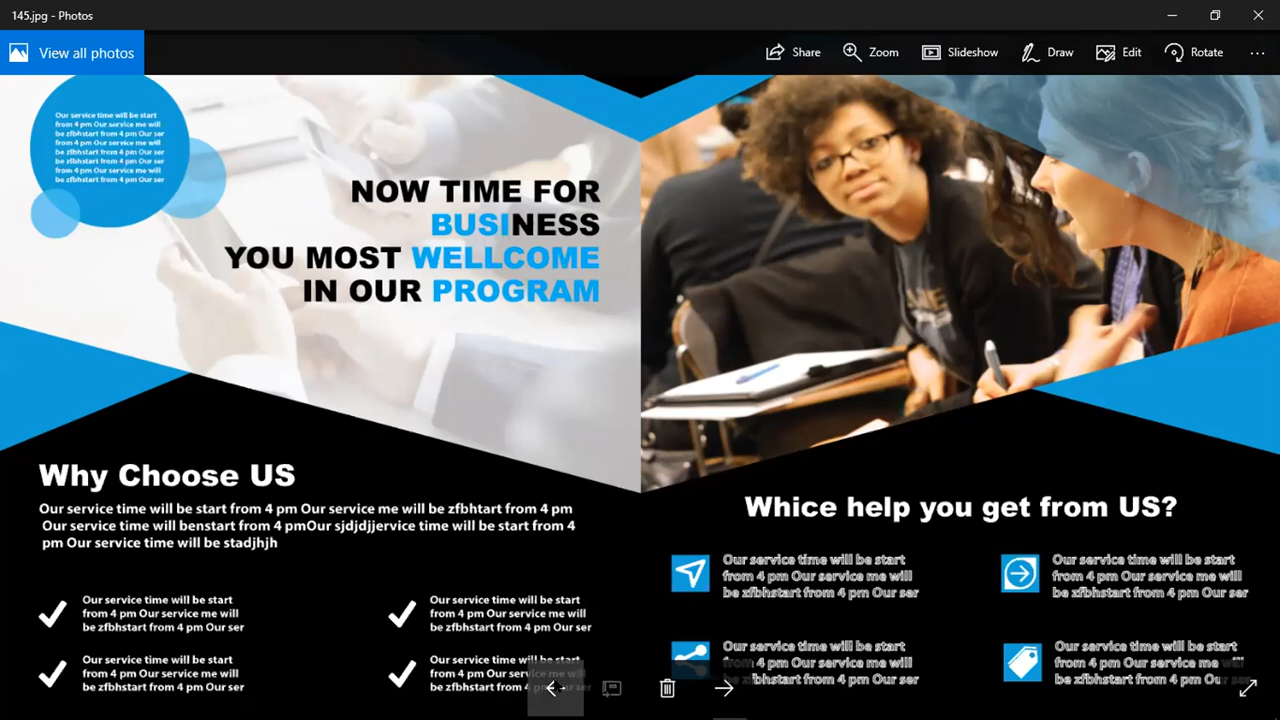 145.jpg - Photos
View all photos
Share
Zoom
Slideshow
Draw
Edit
Rotate
Our service time will be start
from 4 pm Our service me will
be zfbhstart from 4 pm Our ser
from 4 pm Our service me will
be zfbhstart from 4 pm Our ser
be zfbhstart from 4 pm Our ser
from 4 pm Our service me will
be zfbhstart from 4 pm Our ser
NOW TIME FOR
BUSINESS
YOU MOST WELLCOME
IN OUR PROGRAM
Why Choose US
Our service time will be start from 4 pm Our service me will be zfbhtart from 4 pm
Our service time will benstart from 4 pmOur sjdjdjjervice time will be start from 4
pm Our service time will be stadjhjh
Our service time will be start
from 4 pm Our service me will
be zfbhstart from 4 pm Our ser
Our service time will be start
from 4 pm Our service me will
be zfbhstart from 4 pm Our ser
Our service time will be start
from 4 pm Our service me will
be zfbhstart from 4 pm Our ser
Our service time will be start
from 4 pm Our service me will
be zfbhstart from 4 pm Our ser
Whice help you get from US?
Our service time will be start
from 4 pm Our service me will
be zfbhstart from 4 pm Our ser
Our service time will be start
from 4 pm Our service me will
be zfbhstart from 4 pm Our ser
Our service time will be start
from 4 pm Our service me will
be zfbhstart from 4 pm Our ser
Our service time will be start
from 4 pm Our service me
be zfbhstart from 4 pm